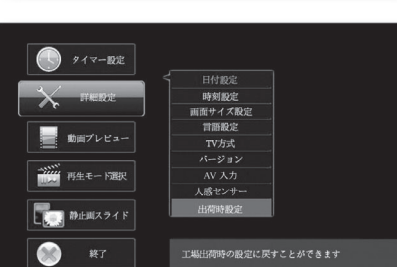 タイマー設定
詳細設定
動画プレビュー
再生モード選択
静止画スライド
終了
日付設定
時刻設定
画面サイズ設定
言語設定
TV方式
バージョン
AV 入力
人感センサー
出荷時設定
工場出荷時の設定に戻すことができます